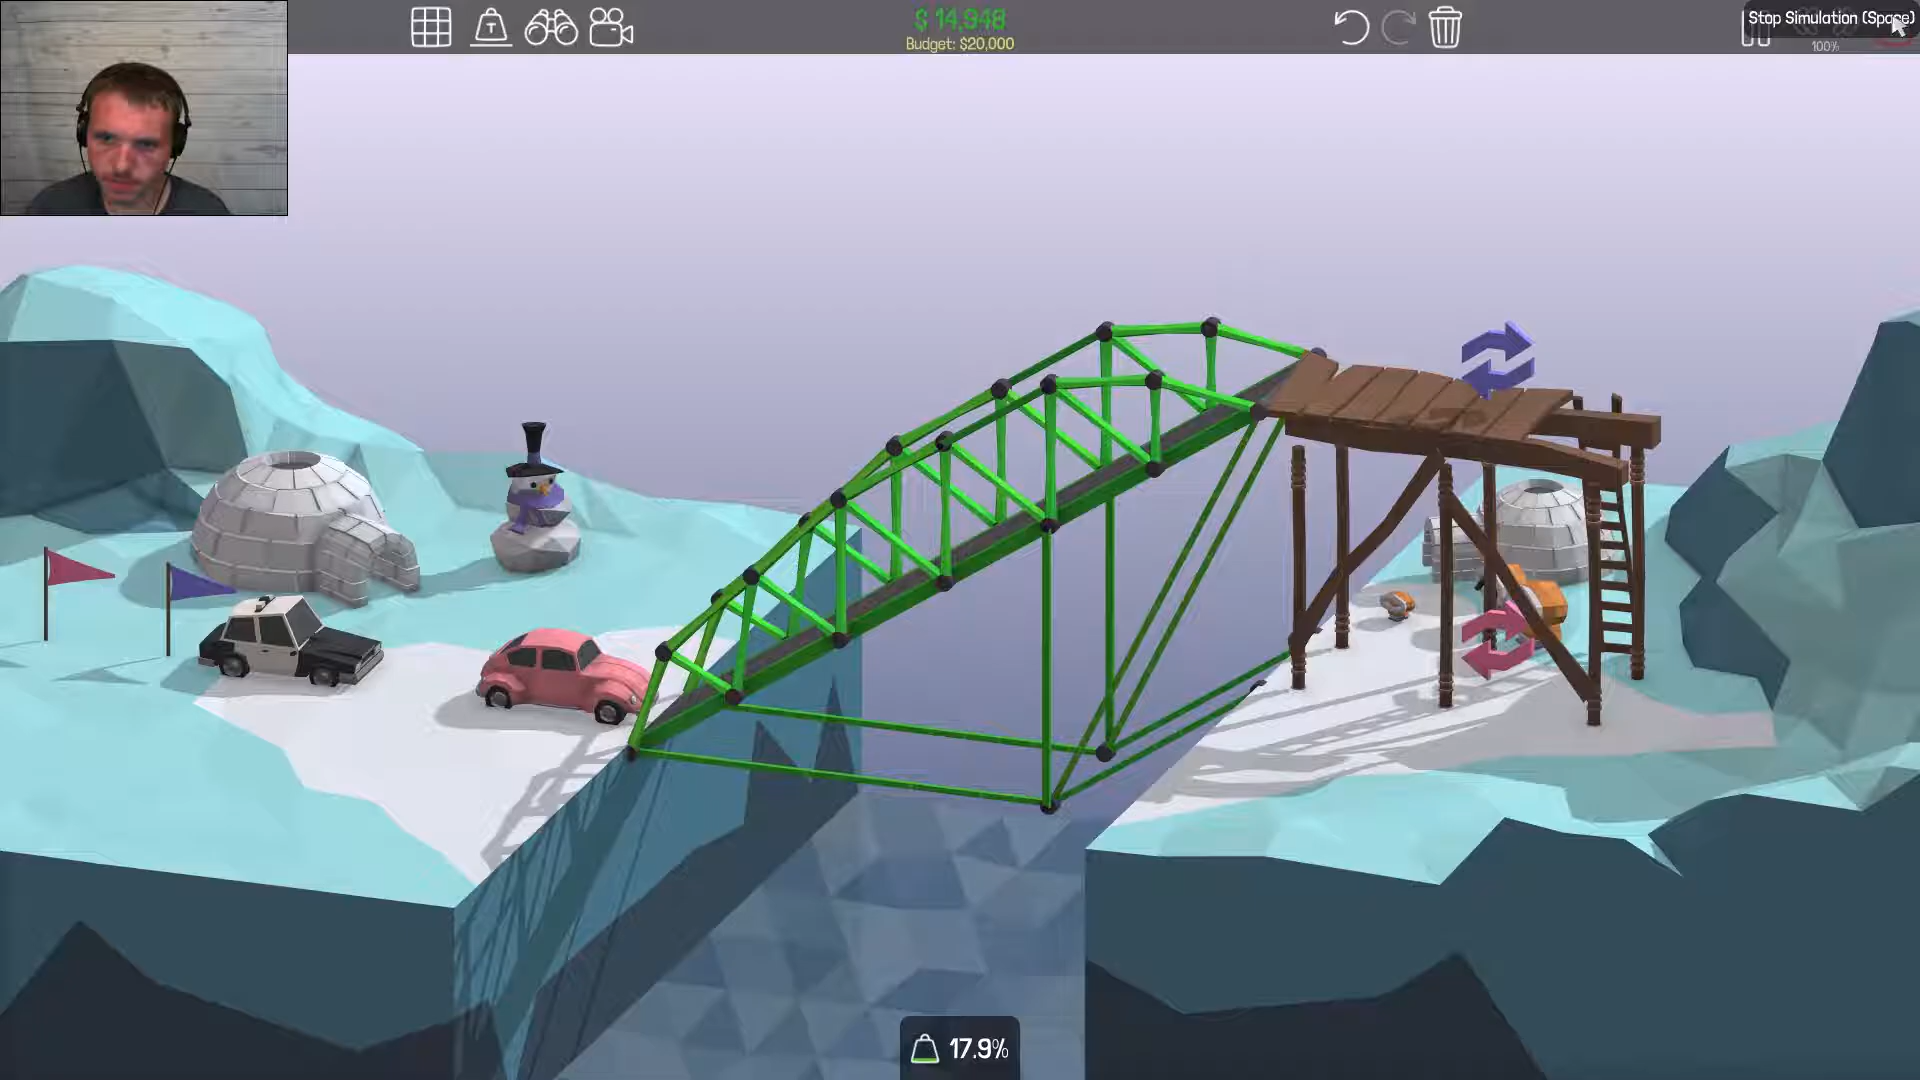 $ 14,948
Budget: $20,000
Stop Simulation (Space)
100%
T
17.9%